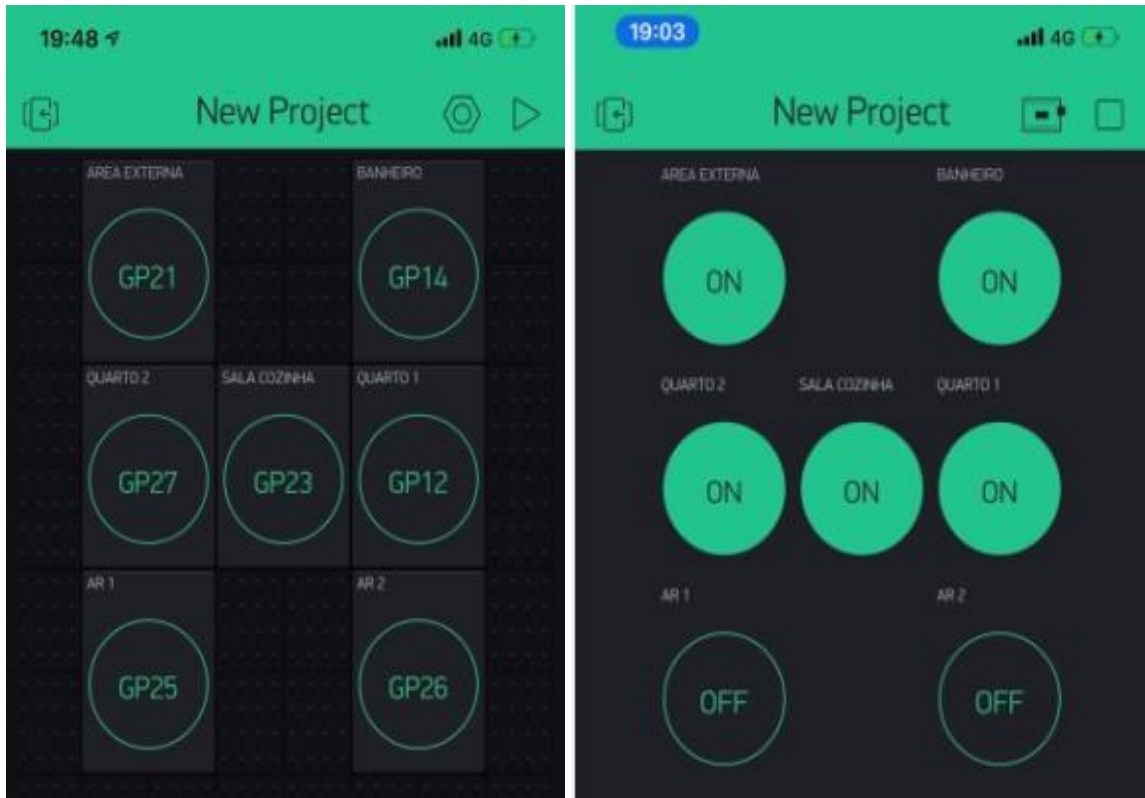 19:48 4G
New Project
AREA EXTERNA BANHEIRO
GP21 GP14
QUARTO 2 SALA COZINHA QUARTO 1
GP27 GP23 GP12
AR 1 AR 2
GP25 GP26
19:03 4G
New Project
AREA EXTERNA BANHEIRO
ON ON
QUARTO 2 SALA COZINHA QUARTO 1
ON ON ON
AR 1 AR 2
OFF OFF